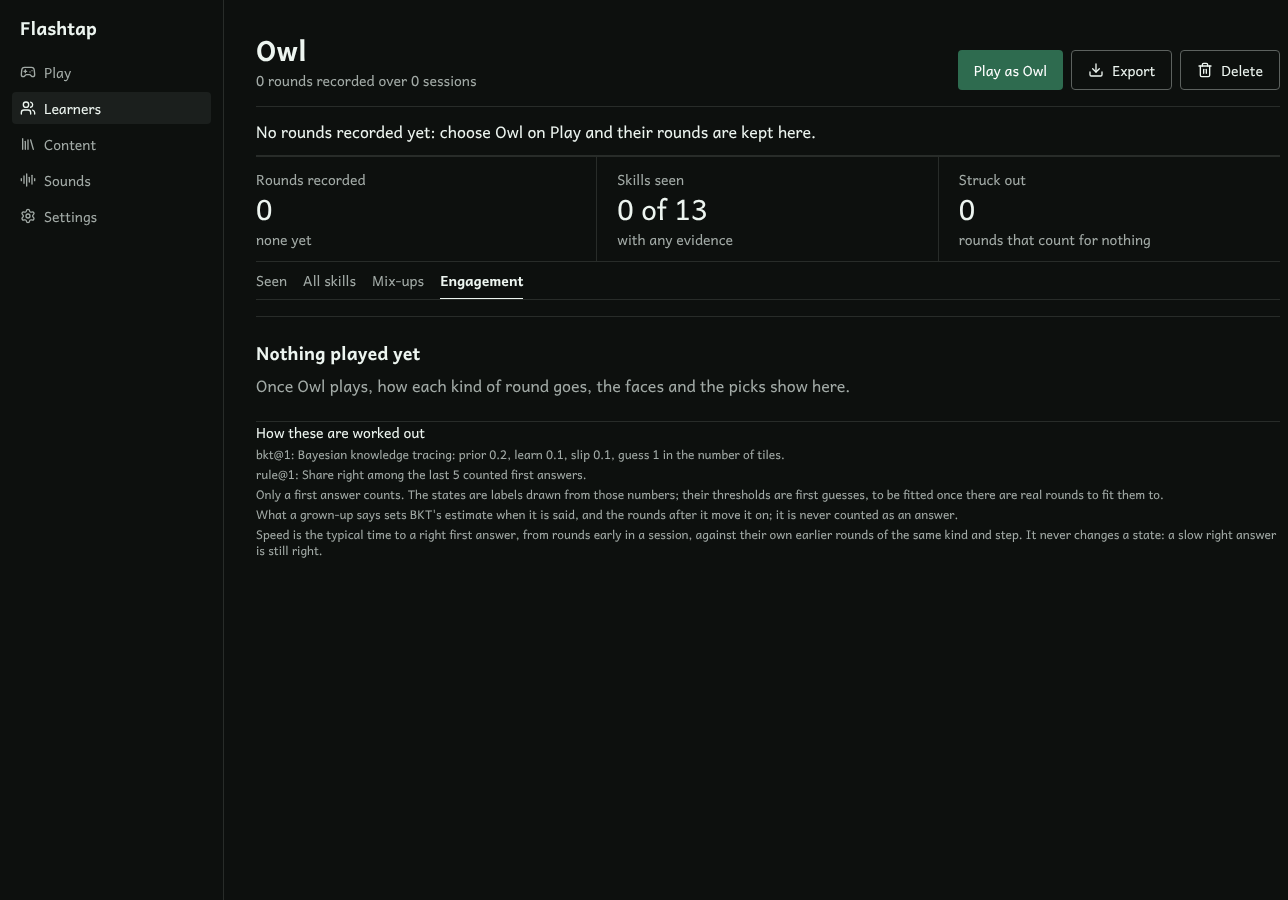 Flashtap
Play
Learners
Content
Sounds
Settings
Owl
0 rounds recorded over 0 sessions
Play as Owl
Export
Delete
No rounds recorded yet: choose Owl on Play and their rounds are kept here.
Rounds recorded
0
none yet
Skills seen
0 of 13
with any evidence
Struck out
0
rounds that count for nothing
Seen
All skills
Mix-ups
Engagement
Nothing played yet
Once Owl plays, how each kind of round goes, the faces and the picks show here.
How these are worked out
bkt@1: Bayesian knowledge tracing: prior 0.2, learn 0.1, slip 0.1, guess 1 in the number of tiles.
rule@1: Share right among the last 5 counted first answers.
Only a first answer counts. The states are labels drawn from those numbers; their thresholds are first guesses, to be fitted once there are real rounds to fit them to.
What a grown-up says sets BKT's estimate when it is said, and the rounds after it move it on; it is never counted as an answer.
Speed is the typical time to a right first answer, from rounds early in a session, against their own earlier rounds of the same kind and step. It never changes a state: a slow right answer
is still right.